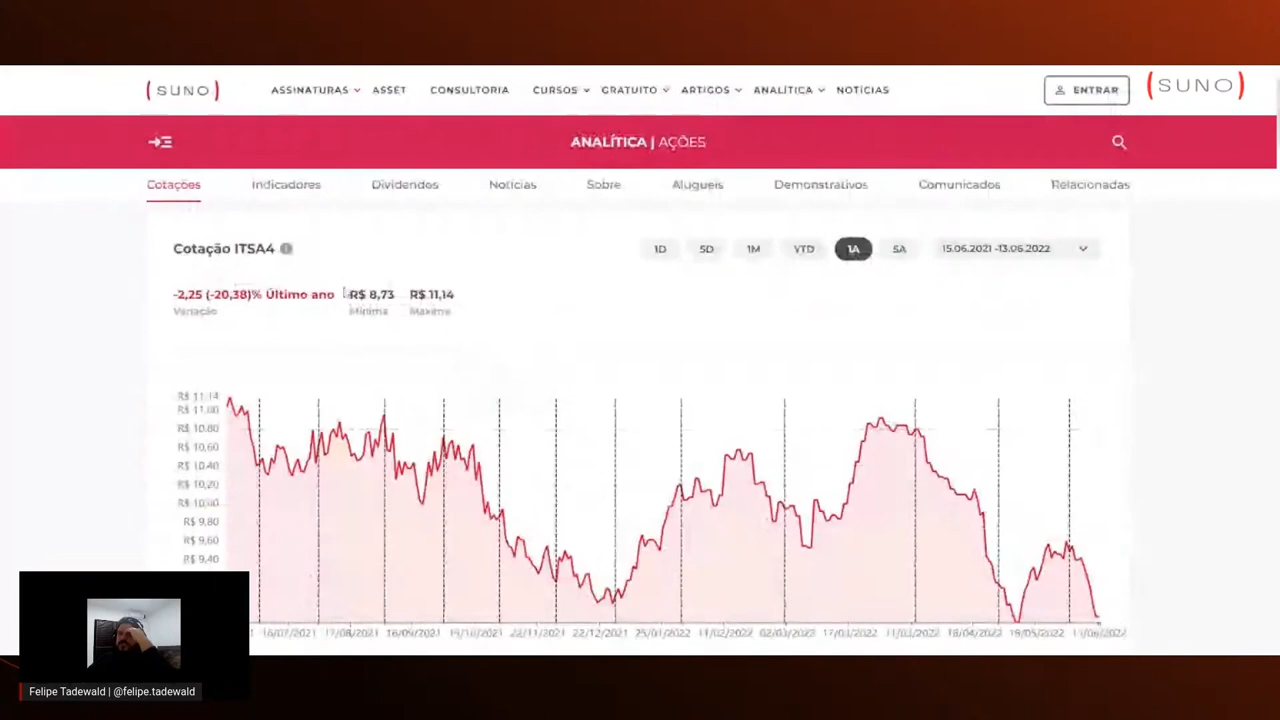 (SUNO) ASSINATURAS ASSET CONSULTORIA CURSOS GRATUITO ARTIGOS ANALÍTICA NOTÍCIAS ENTRAR (SUNO)
ANALÍTICA | AÇÕES
Cotações Indicadores Dividendos Notícias Sobre Alugueis Demonstrativos Comunicados Relacionadas
Cotação ITSA4 1D 5D 1M YTD 1A 5A 15.06.2021 -13.06.2022
-2,25 (-20,38)% Último ano R$ 8,73 R$ 11,14
Variação Mínima Máxima
R$ 11,14
R$ 11,00
R$ 10,80
R$ 10,60
R$ 10,40
R$ 10,20
R$ 10,00
R$ 9,80
R$ 9,60
R$ 9,40
16/07/2021 17/08/2021 16/09/2021 19/10/2021 22/11/2021 22/12/2021 25/01/2022 02/03/2022 17/03/2022 18/04/2022 19/05/2022
Felipe Tadewald | @felipe.tadewald